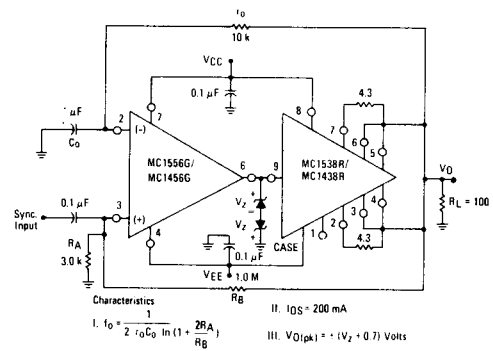 r₀
10 k
VCC
0.1 μF
μF
C₀
2
(-)
7
8
7
4.3
6
5
MC1556G/
MC1456G
6
9
MC1538R/
MC1438R
V₀
0.1 μF
3
(+)
Sync.
Input
4
Vz
Vz
+
+
CASE
1
2
3
4
RL = 100
4.3
RA
3.0 k
0.1 μF
VEE
1.0 M
RB
Characteristics
I. f₀ = 1 / 2 r₀C₀ ln (1 + 2RA / RB)
II. IOS = 200 mA
III. VO(pk) = ± (Vz + 0.7) Volts